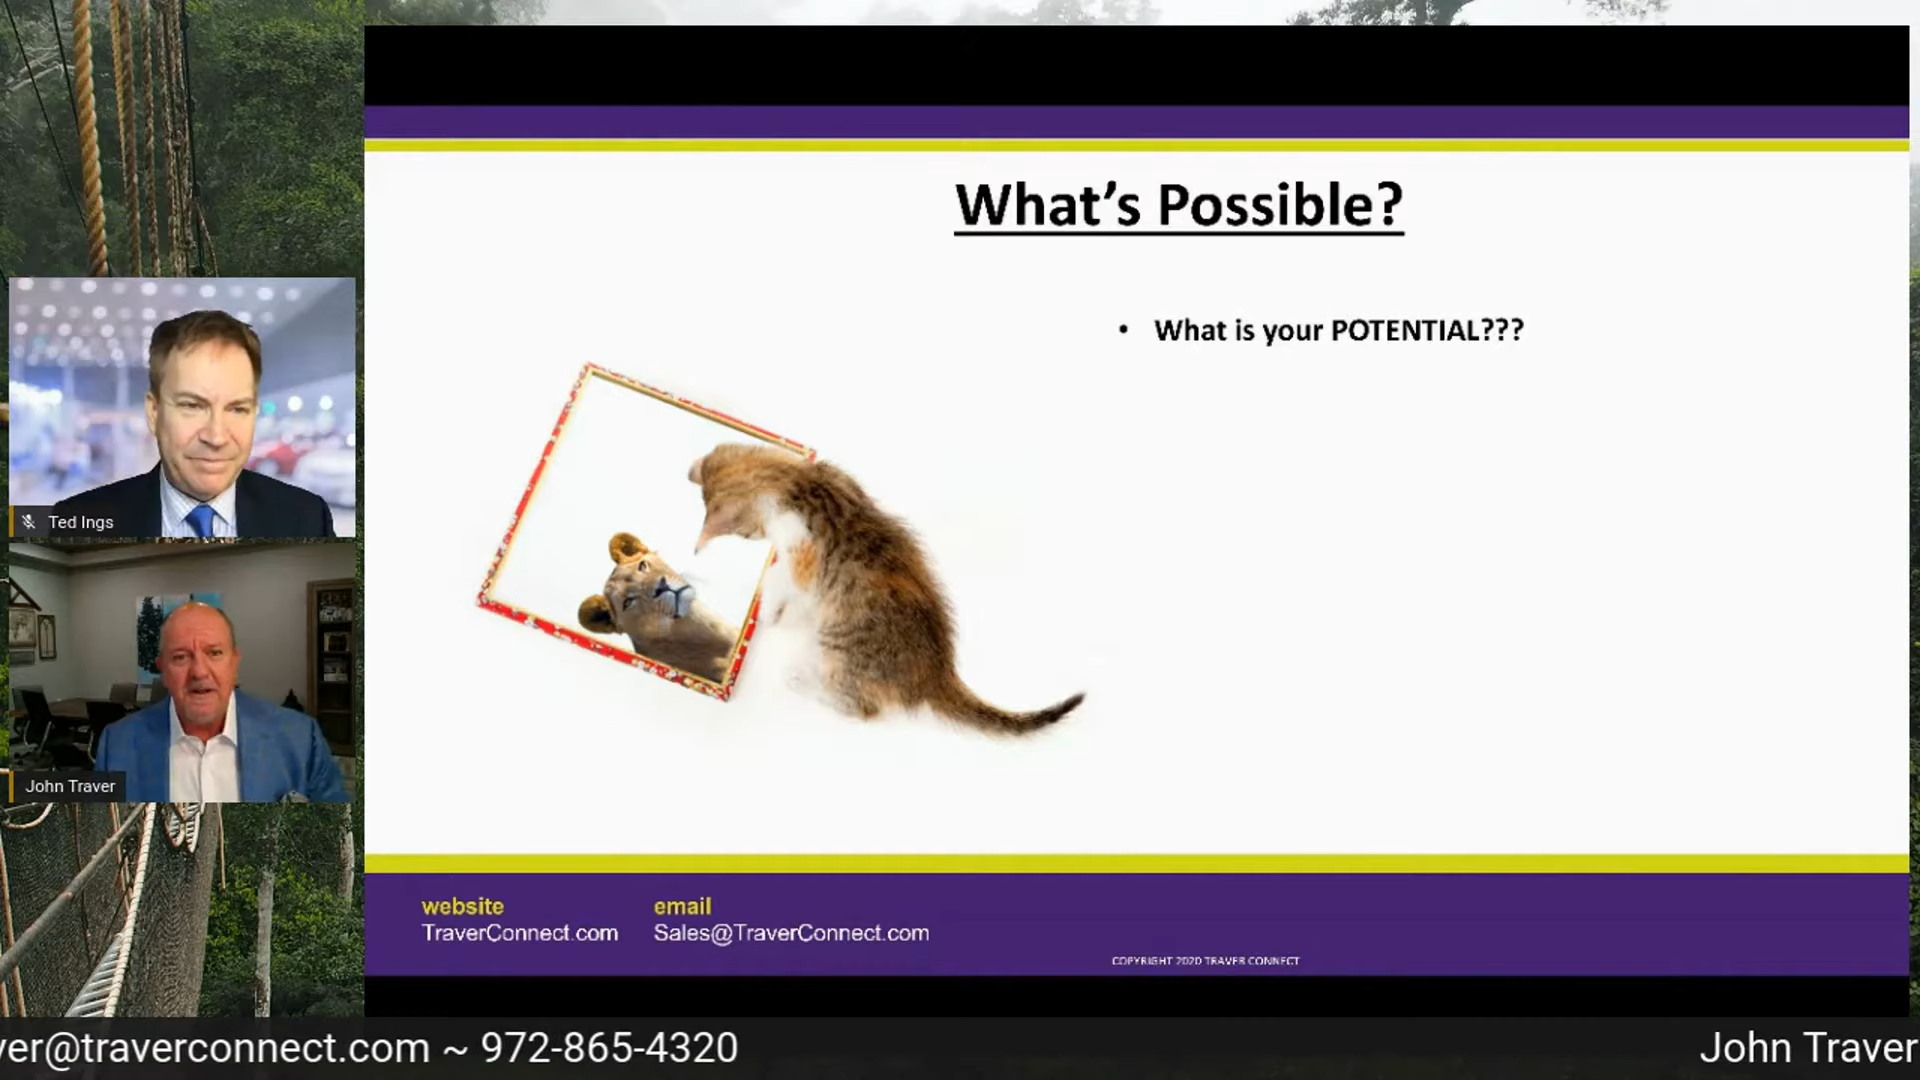 What's Possible?
• What is your POTENTIAL???
Ted Ings
John Traver
website
TraverConnect.com
email
Sales@TraverConnect.com
COPYRIGHT 2020 TRAVER CONNECT
ver@traverconnect.com ~ 972-865-4320
John Traver